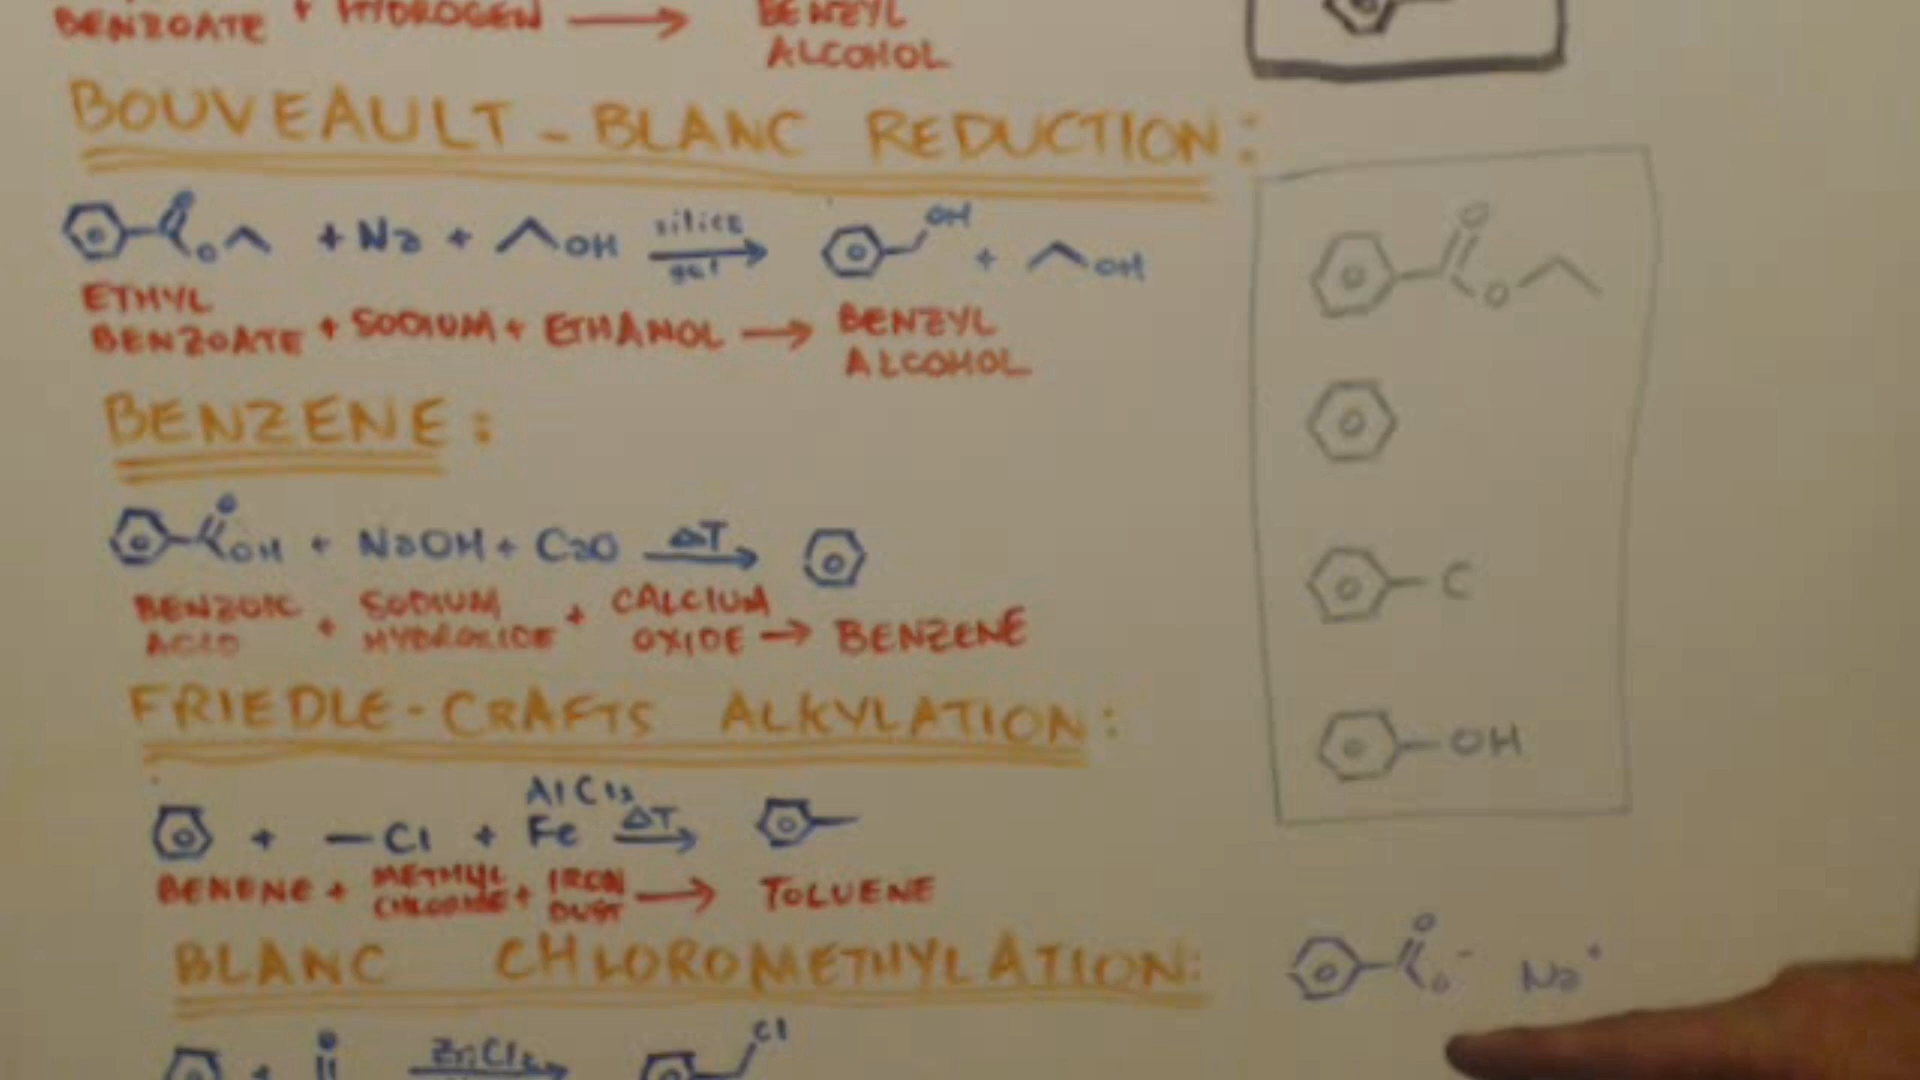 BENZOATE + HYDROGEN → BENZYL
ALCOHOL
BOUVEAULT - BLANC REDUCTION:
O
O + Na + OH silica gel → OH + OH
ETHYL
BENZOATE + SODIUM + ETHANOL → BENZYL
ALCOHOL
BENZENE:
O
OH + NaOH + CaO ΔT →
BENZOIC ACID + SODIUM HYDROXIDE + CALCIUM OXIDE → BENZENE
FRIEDLE-CRAFTS ALKYLATION:
AlCl3
+ -Cl + Fe ΔT →
BENENE + METHYL CHLORIDE + IRON DUST → TOLUENE
BLANC CHLOROMETHYLATION:
+ ZnCl2 → Cl
O
O
C
OH
O
O- Na+